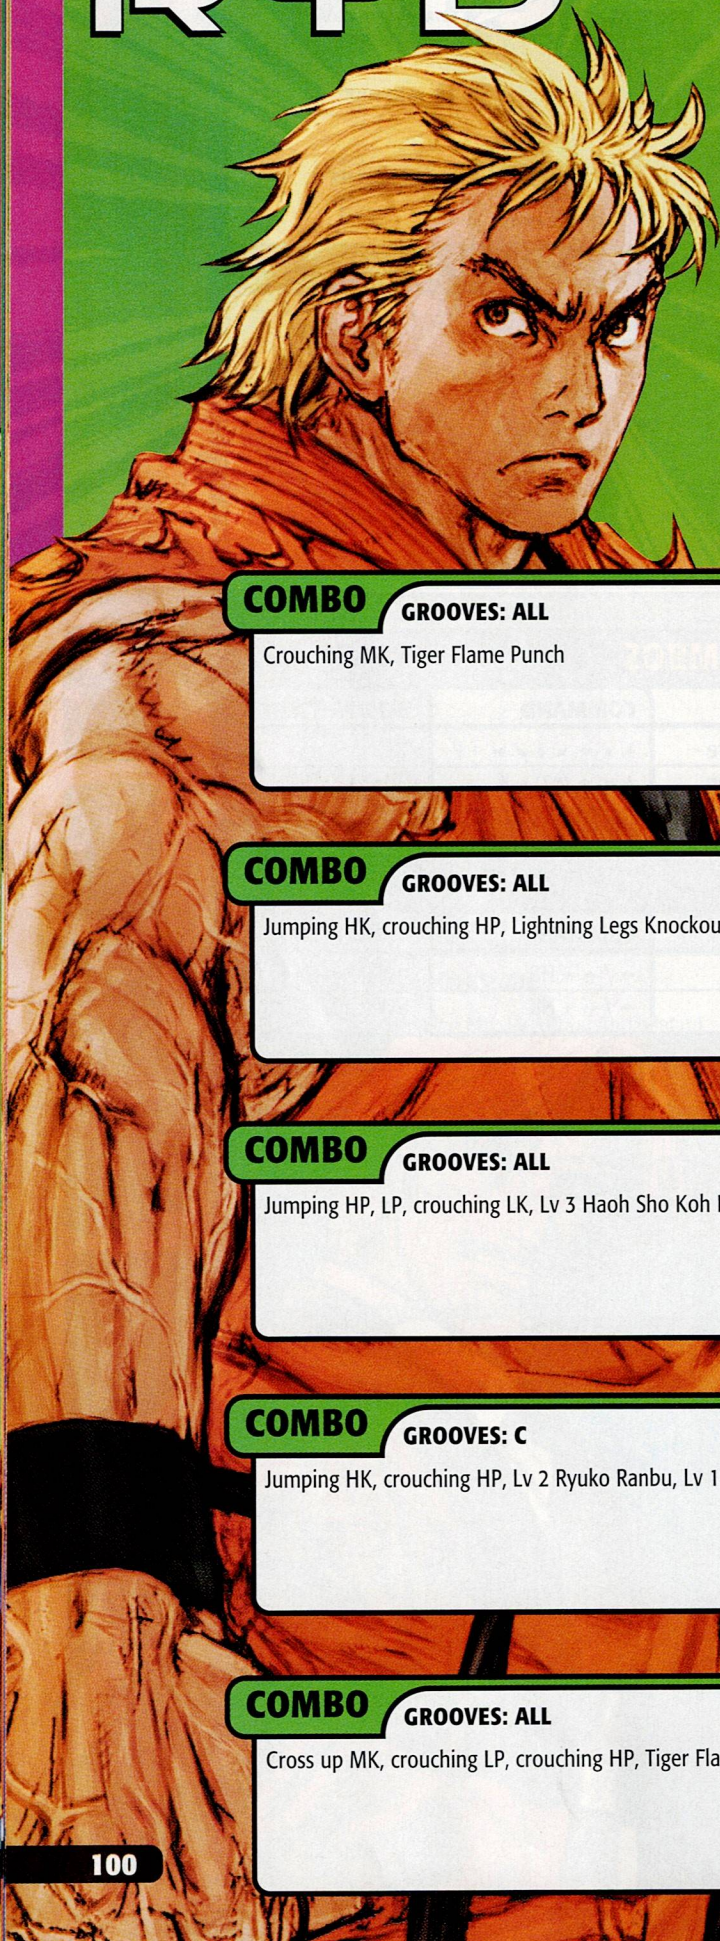 COMBO
GROOVES: ALL
Crouching MK, Tiger Flame Punch
COMBO
GROOVES: ALL
Jumping HK, crouching HP, Lightning Legs Knockou
COMBO
GROOVES: ALL
Jumping HP, LP, crouching LK, Lv 3 Haoh Sho Koh
COMBO
GROOVES: C
Jumping HK, crouching HP, Lv 2 Ryuko Ranbu, Lv 1
COMBO
GROOVES: ALL
Cross up MK, crouching LP, crouching HP, Tiger Fla
100